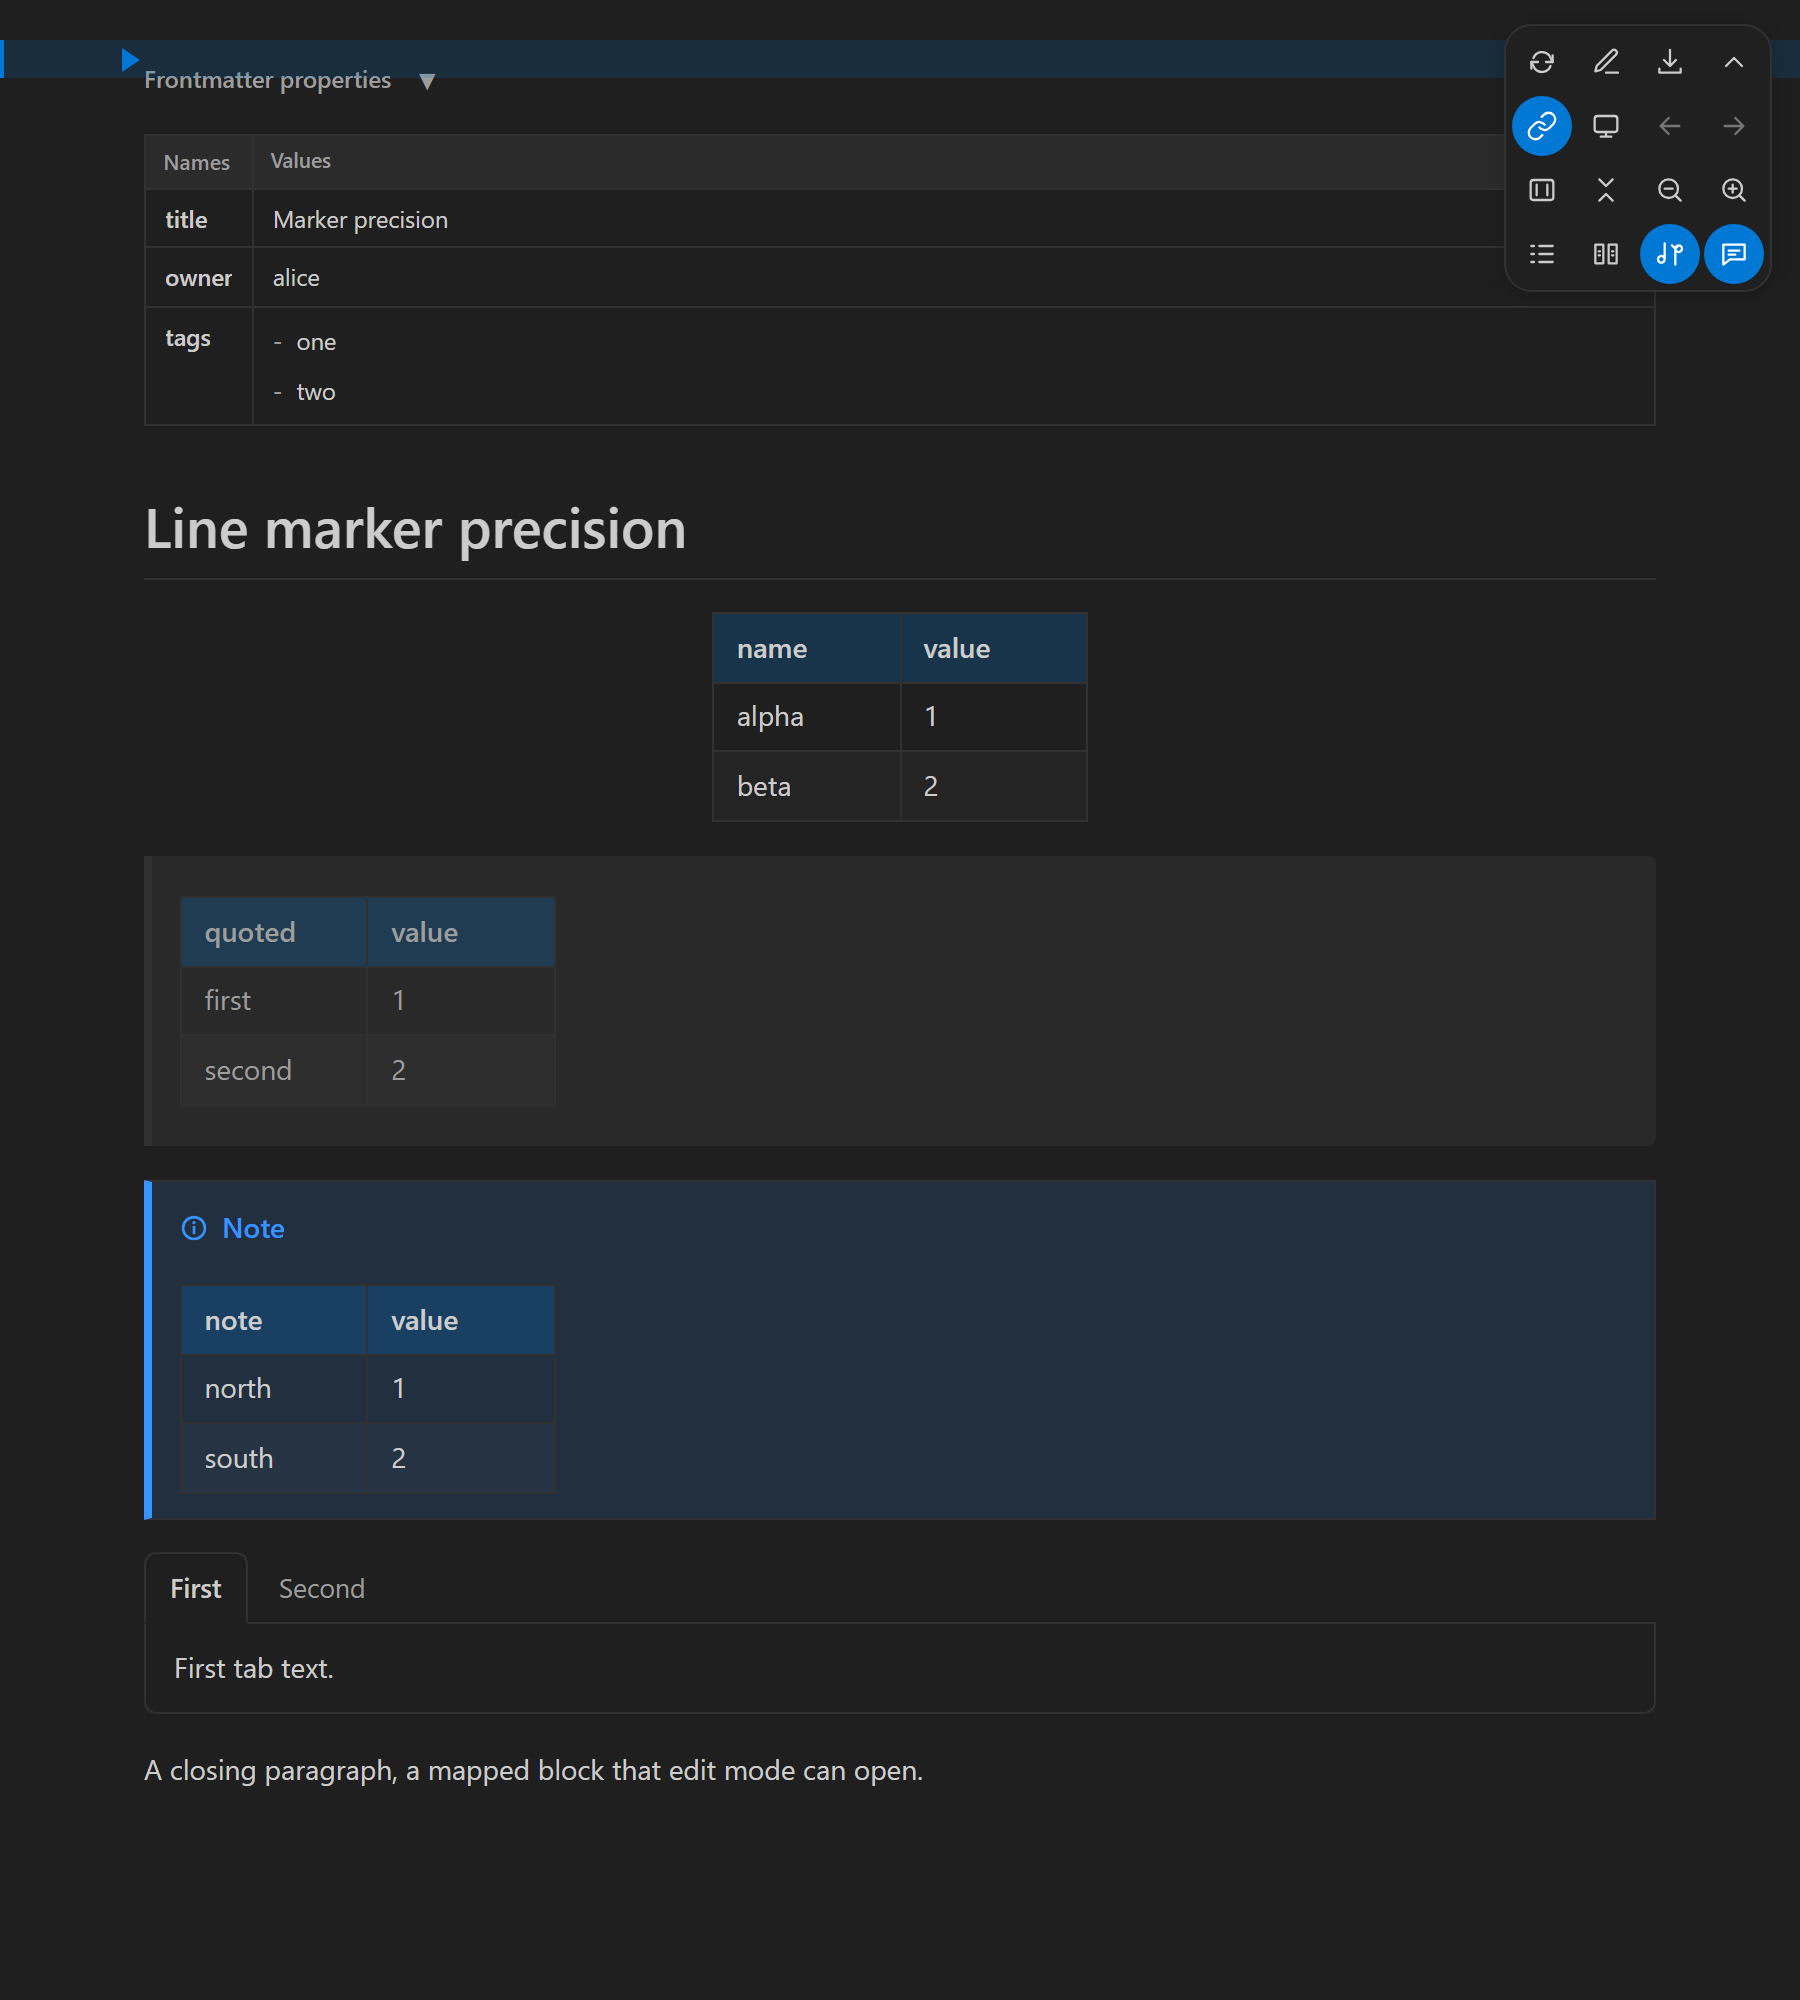 Frontmatter properties ▼
Names Values
title Marker precision
owner alice
tags - one
- two
Line marker precision
name value
alpha 1
beta 2
quoted value
first 1
second 2
Note
note value
north 1
south 2
First Second
First tab text.
A closing paragraph, a mapped block that edit mode can open.